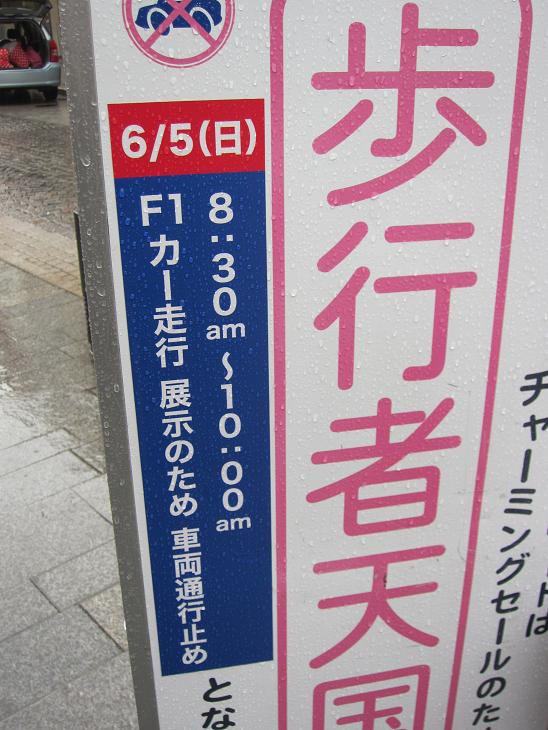 歩行者天国
6/5(日)
8:30am～10:00am
F1カー走行 展示のため 車両通行止め
とな
チャーミングセールのた
ドは